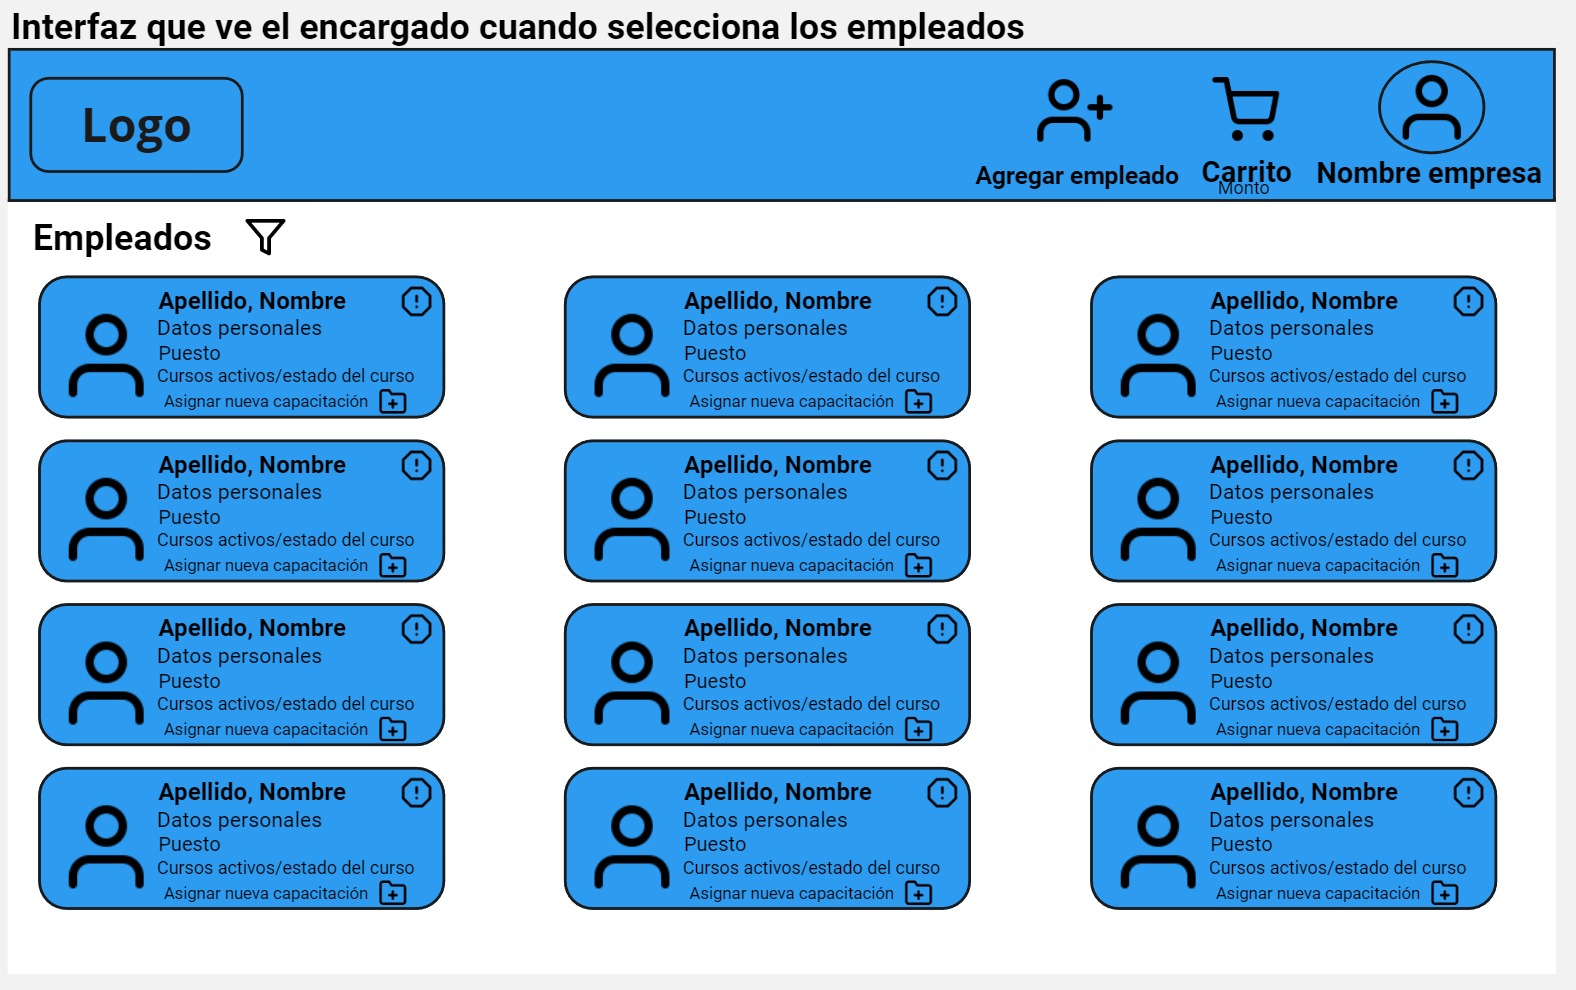 Interfaz que ve el encargado cuando selecciona los empleados
Logo
Agregar empleado
Carrito
Monto
Nombre empresa
Empleados
Apellido, Nombre
Datos personales
Puesto
Cursos activos/estado del curso
Asignar nueva capacitación
Apellido, Nombre
Datos personales
Puesto
Cursos activos/estado del curso
Asignar nueva capacitación
Apellido, Nombre
Datos personales
Puesto
Cursos activos/estado del curso
Asignar nueva capacitación
Apellido, Nombre
Datos personales
Puesto
Cursos activos/estado del curso
Asignar nueva capacitación
Apellido, Nombre
Datos personales
Puesto
Cursos activos/estado del curso
Asignar nueva capacitación
Apellido, Nombre
Datos personales
Puesto
Cursos activos/estado del curso
Asignar nueva capacitación
Apellido, Nombre
Datos personales
Puesto
Cursos activos/estado del curso
Asignar nueva capacitación
Apellido, Nombre
Datos personales
Puesto
Cursos activos/estado del curso
Asignar nueva capacitación
Apellido, Nombre
Datos personales
Puesto
Cursos activos/estado del curso
Asignar nueva capacitación
Apellido, Nombre
Datos personales
Puesto
Cursos activos/estado del curso
Asignar nueva capacitación
Apellido, Nombre
Datos personales
Puesto
Cursos activos/estado del curso
Asignar nueva capacitación
Apellido, Nombre
Datos personales
Puesto
Cursos activos/estado del curso
Asignar nueva capacitación